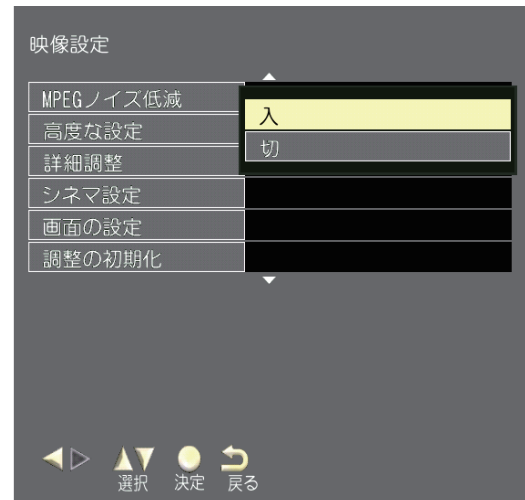 映像設定
MPEGノイズ低減
入
高度な設定
切
詳細調整
シネマ設定
画面の設定
調整の初期化
選択 決定 戻る